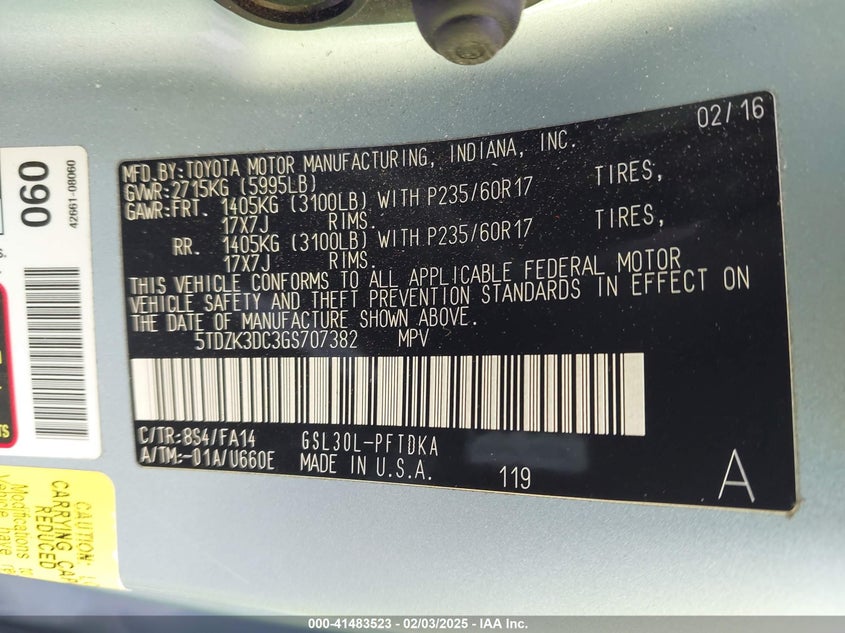 02/16
MFD.BY:TOYOTA MOTOR MANUFACTURING, INDIANA, INC.
GVWR:2715KG (5995LB)
GAWR:FRT. 1405KG (3100LB) WITH P235/60R17 TIRES,
17X7J RIMS.
RR. 1405KG (3100LB) WITH P235/60R17 TIRES,
17X7J RIMS.
THIS VEHICLE CONFORMS TO ALL APPLICABLE FEDERAL MOTOR
VEHICLE SAFETY AND THEFT PREVENTION STANDARDS IN EFFECT ON
THE DATE OF MANUFACTURE SHOWN ABOVE.
5TDZK3DC3GS707382 MPV
C/TR:8S4/FA14 GSL30L-PFTDKA
A/TM:-01A/U660E MADE IN U.S.A. 119 A
060
42661-08060
CAUTION:
CARRYING
REDUCED
Modifications
000-41483523 - 02/03/2025 - IAA Inc.